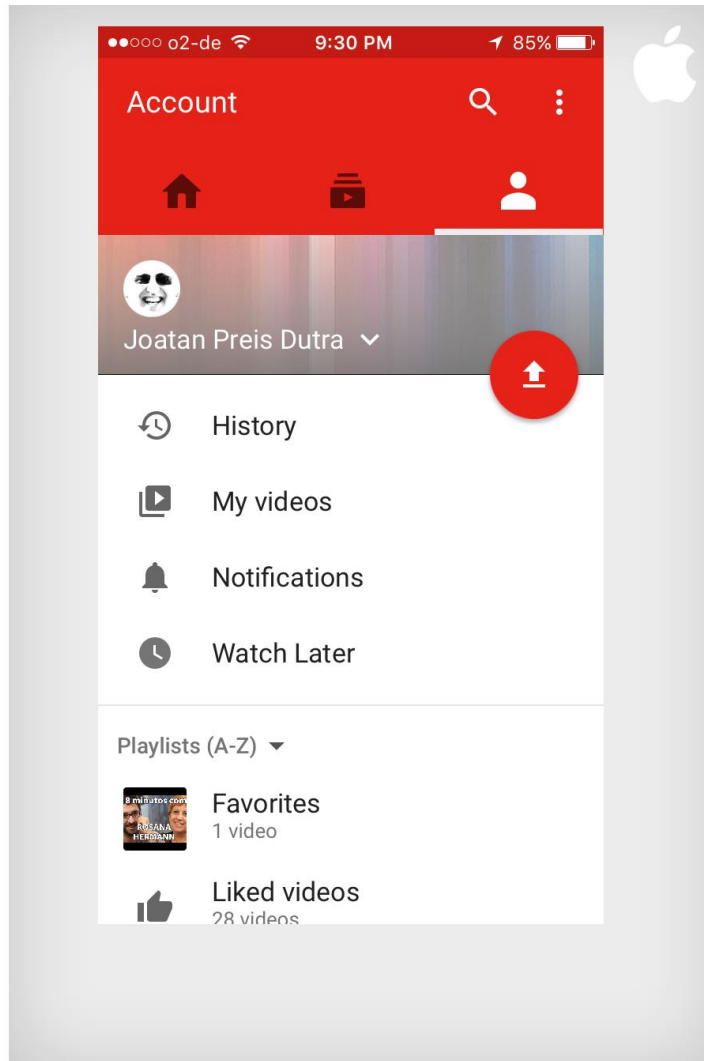 o2-de 9:30 PM 85%
Account
Joatan Preis Dutra
History
My videos
Notifications
Watch Later
Playlists (A-Z)
8 minutos com
ROSANA
HERMANN
Favorites
1 video
Liked videos
28 videos